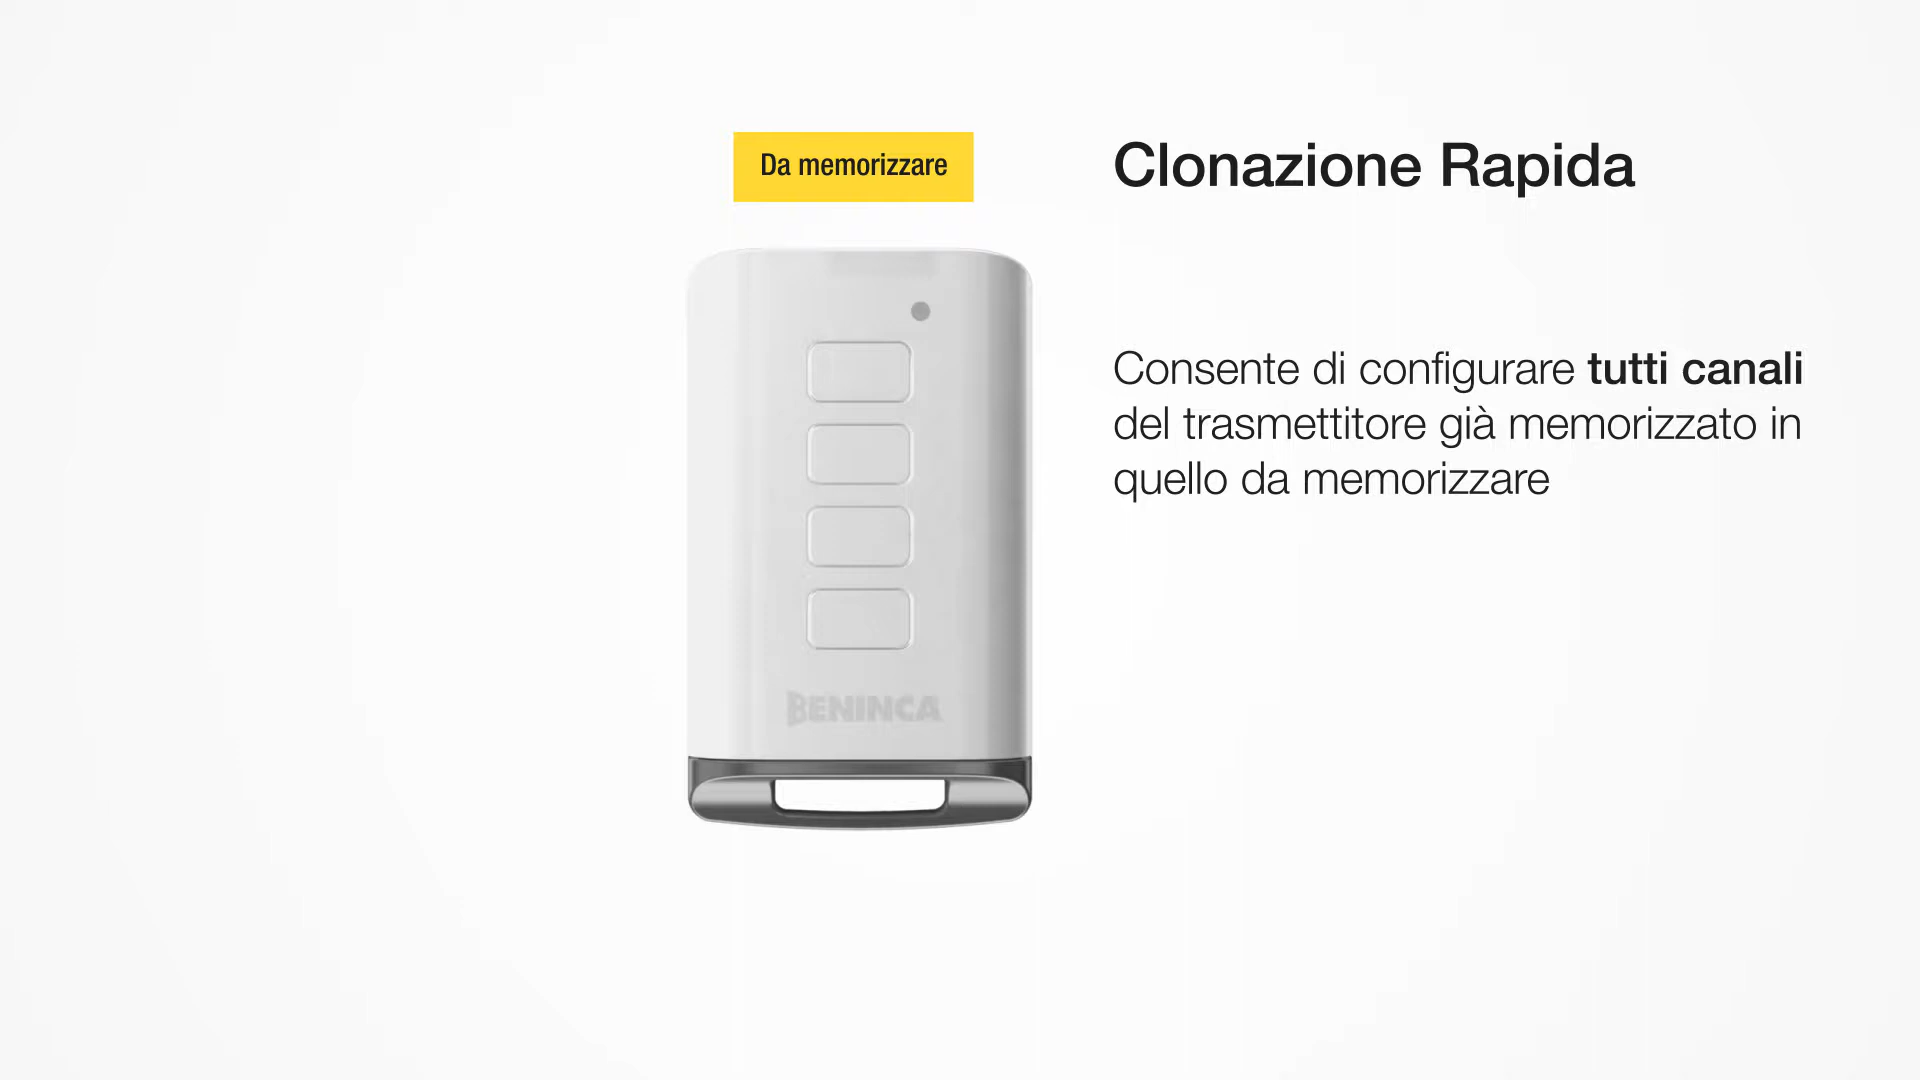 Da memorizzare
Clonazione Rapida
Consente di configurare tutti canali
del trasmettitore già memorizzato in
quello da memorizzare
BENINCA